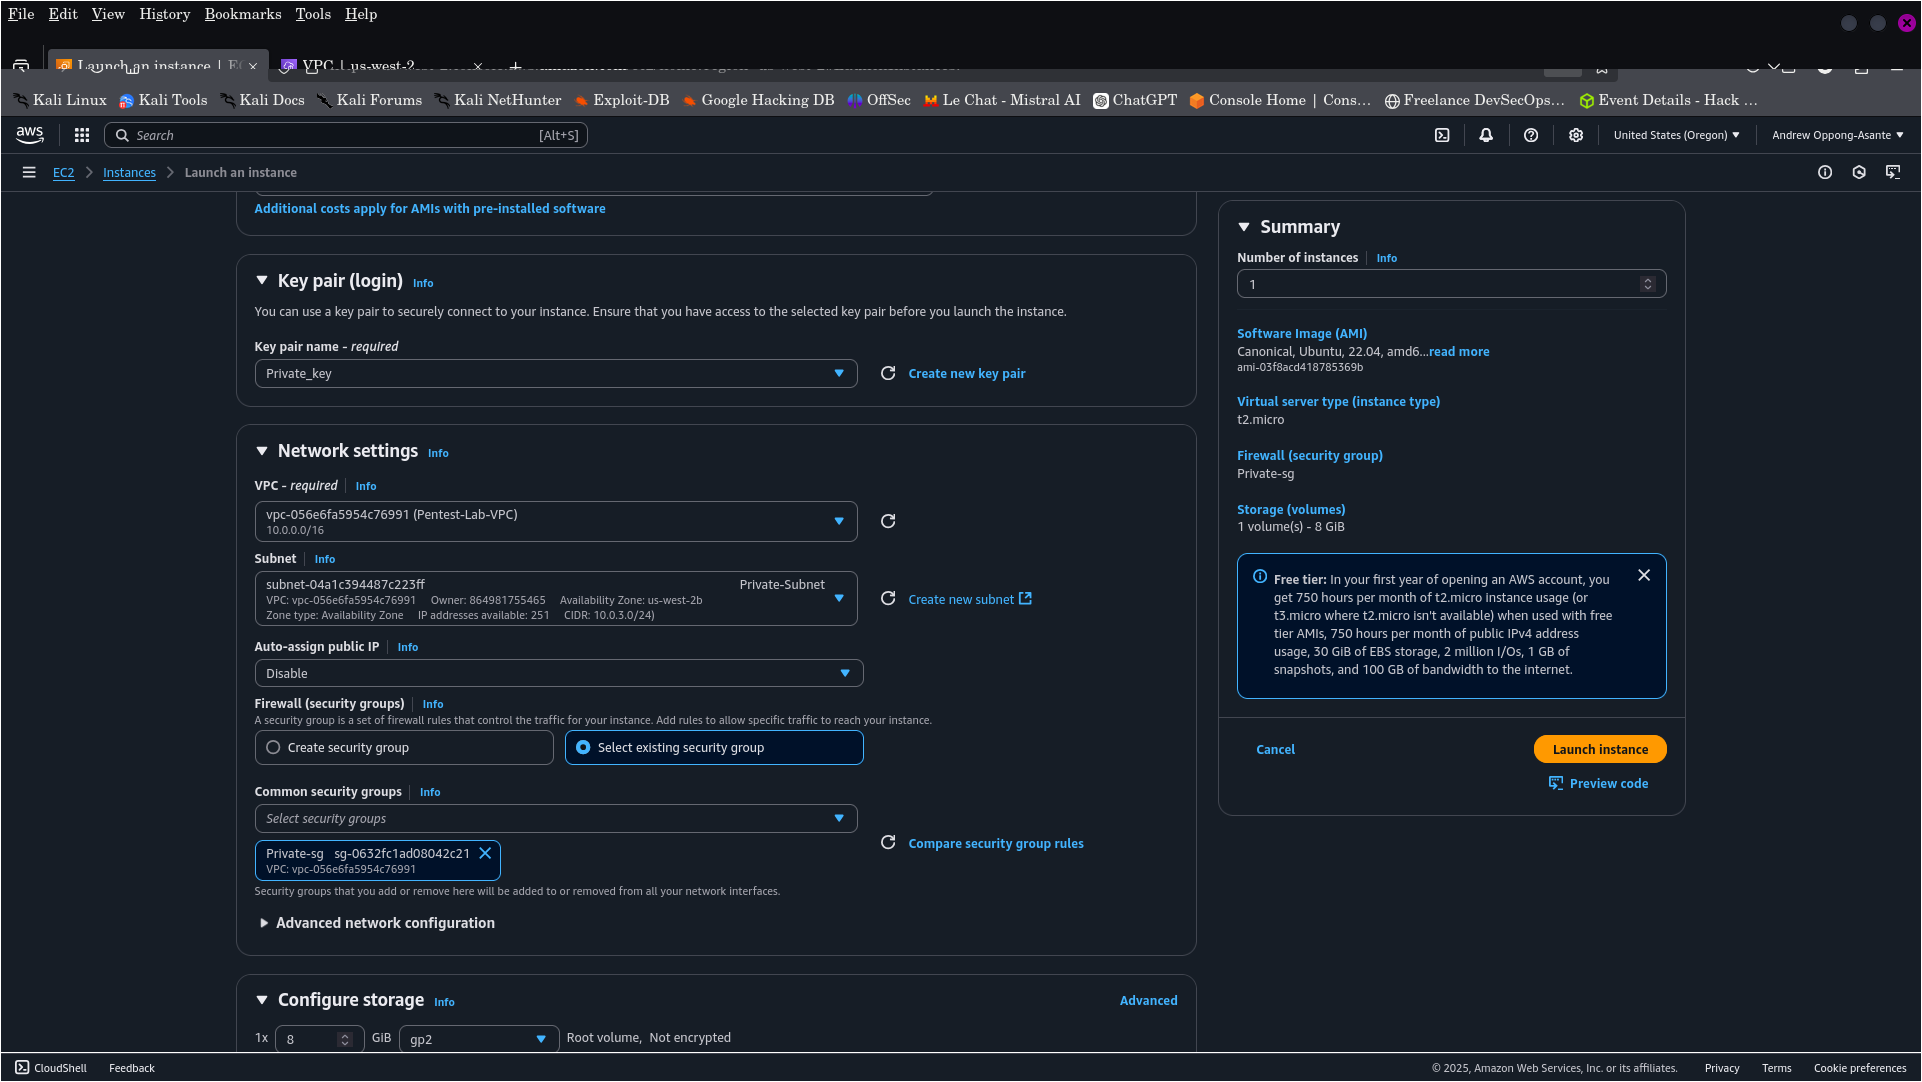 File Edit View History Bookmarks Tools Help
Launch an instance | EC
VPC | us-west-2
Kali Linux Kali Tools Kali Docs Kali Forums Kali NetHunter Exploit-DB Google Hacking DB OffSec Le Chat - Mistral AI ChatGPT Console Home | Cons… Freelance DevSecOps… Event Details - Hack …
aws Search [Alt+S] United States (Oregon) Andrew Oppong-Asante
EC2 Instances Launch an instance
Additional costs apply for AMIs with pre-installed software
Key pair (login) Info
You can use a key pair to securely connect to your instance. Ensure that you have access to the selected key pair before you launch the instance.
Key pair name - required
Private_key
Create new key pair
Network settings Info
VPC - required Info
vpc-056e6fa5954c76991 (Pentest-Lab-VPC)
10.0.0.0/16
Subnet Info
subnet-04a1c394487c223ff Private-Subnet
VPC: vpc-056e6fa5954c76991 Owner: 864981755465 Availability Zone: us-west-2b
Zone type: Availability Zone IP addresses available: 251 CIDR: 10.0.3.0/24)
Create new subnet
Auto-assign public IP Info
Disable
Firewall (security groups) Info
A security group is a set of firewall rules that control the traffic for your instance. Add rules to allow specific traffic to reach your instance.
Create security group Select existing security group
Common security groups Info
Select security groups
Private-sg sg-0632fc1ad08042c21
VPC: vpc-056e6fa5954c76991
Compare security group rules
Security groups that you add or remove here will be added to or removed from all your network interfaces.
Advanced network configuration
Configure storage Info Advanced
1x 8 GiB gp2 Root volume, Not encrypted
Summary
Number of instances Info
1
Software Image (AMI)
Canonical, Ubuntu, 22.04, amd6...read more
ami-03f8acd418785369b
Virtual server type (instance type)
t2.micro
Firewall (security group)
Private-sg
Storage (volumes)
1 volume(s) - 8 GiB
Free tier: In your first year of opening an AWS account, you
get 750 hours per month of t2.micro instance usage (or
t3.micro where t2.micro isn't available) when used with free
tier AMIs, 750 hours per month of public IPv4 address
usage, 30 GiB of EBS storage, 2 million I/Os, 1 GB of
snapshots, and 100 GB of bandwidth to the internet.
Cancel Launch instance
Preview code
CloudShell Feedback © 2025, Amazon Web Services, Inc. or its affiliates. Privacy Terms Cookie preferences